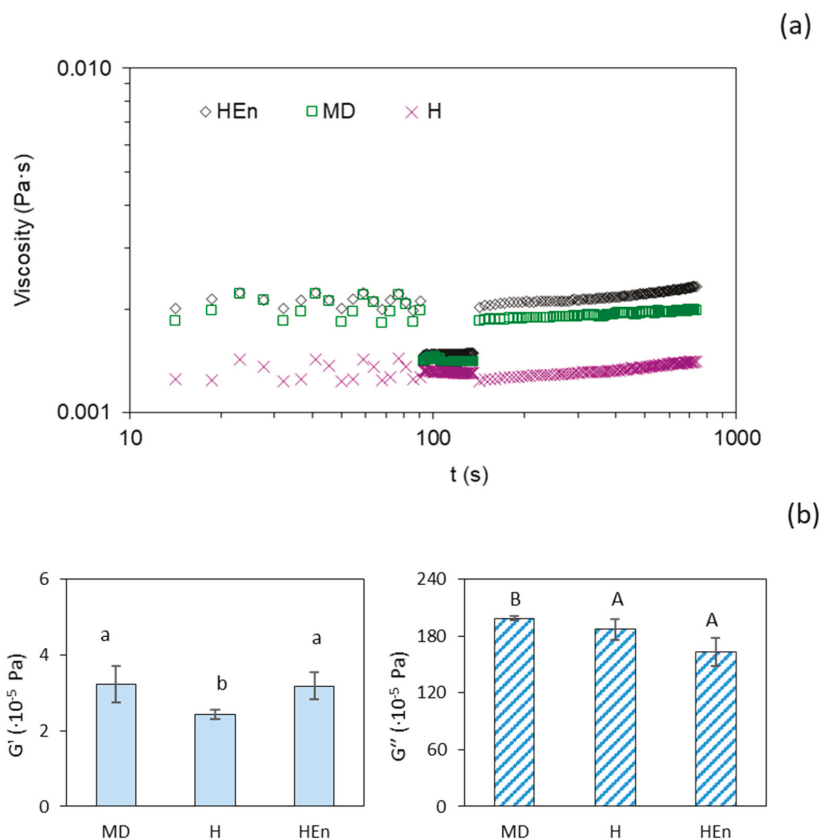 (a)
0.010
HEn MD H
Viscosity (Pa·s)
0.001
10 100 1000
t (s)
(b)
6
a a
b
4
G' (·10⁻⁵ Pa)
2
0
MD H HEn
240
B A
A
180
G'' (·10⁻⁵ Pa)
120
60
0
MD H HEn